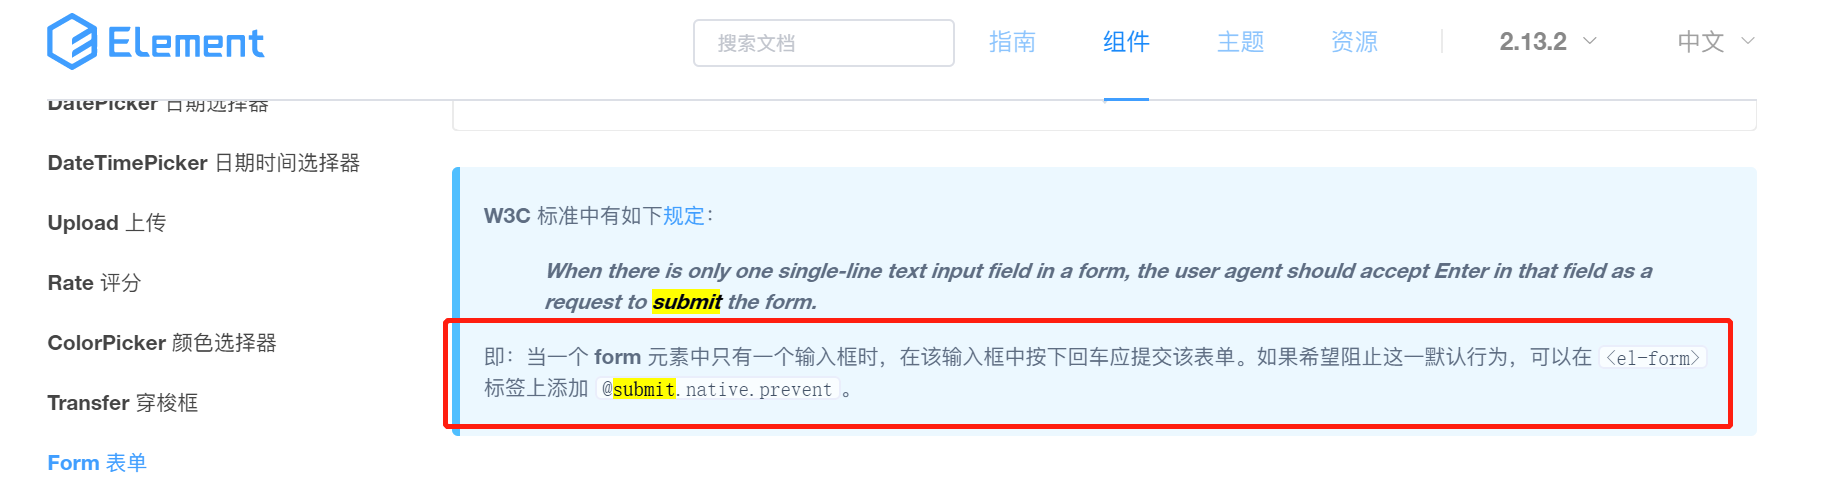 Element
搜索文档
指南
组件
主题
资源
2.13.2
中文
DatePicker 日期选择器
DateTimePicker 日期时间选择器
Upload 上传
Rate 评分
ColorPicker 颜色选择器
Transfer 穿梭框
Form 表单
W3C 标准中有如下规定：
When there is only one single-line text input field in a form, the user agent should accept Enter in that field as a
request to submit the form.
即：当一个 form 元素中只有一个输入框时，在该输入框中按下回车应提交该表单。如果希望阻止这一默认行为，可以在 <el-form>
标签上添加 @submit.native.prevent 。